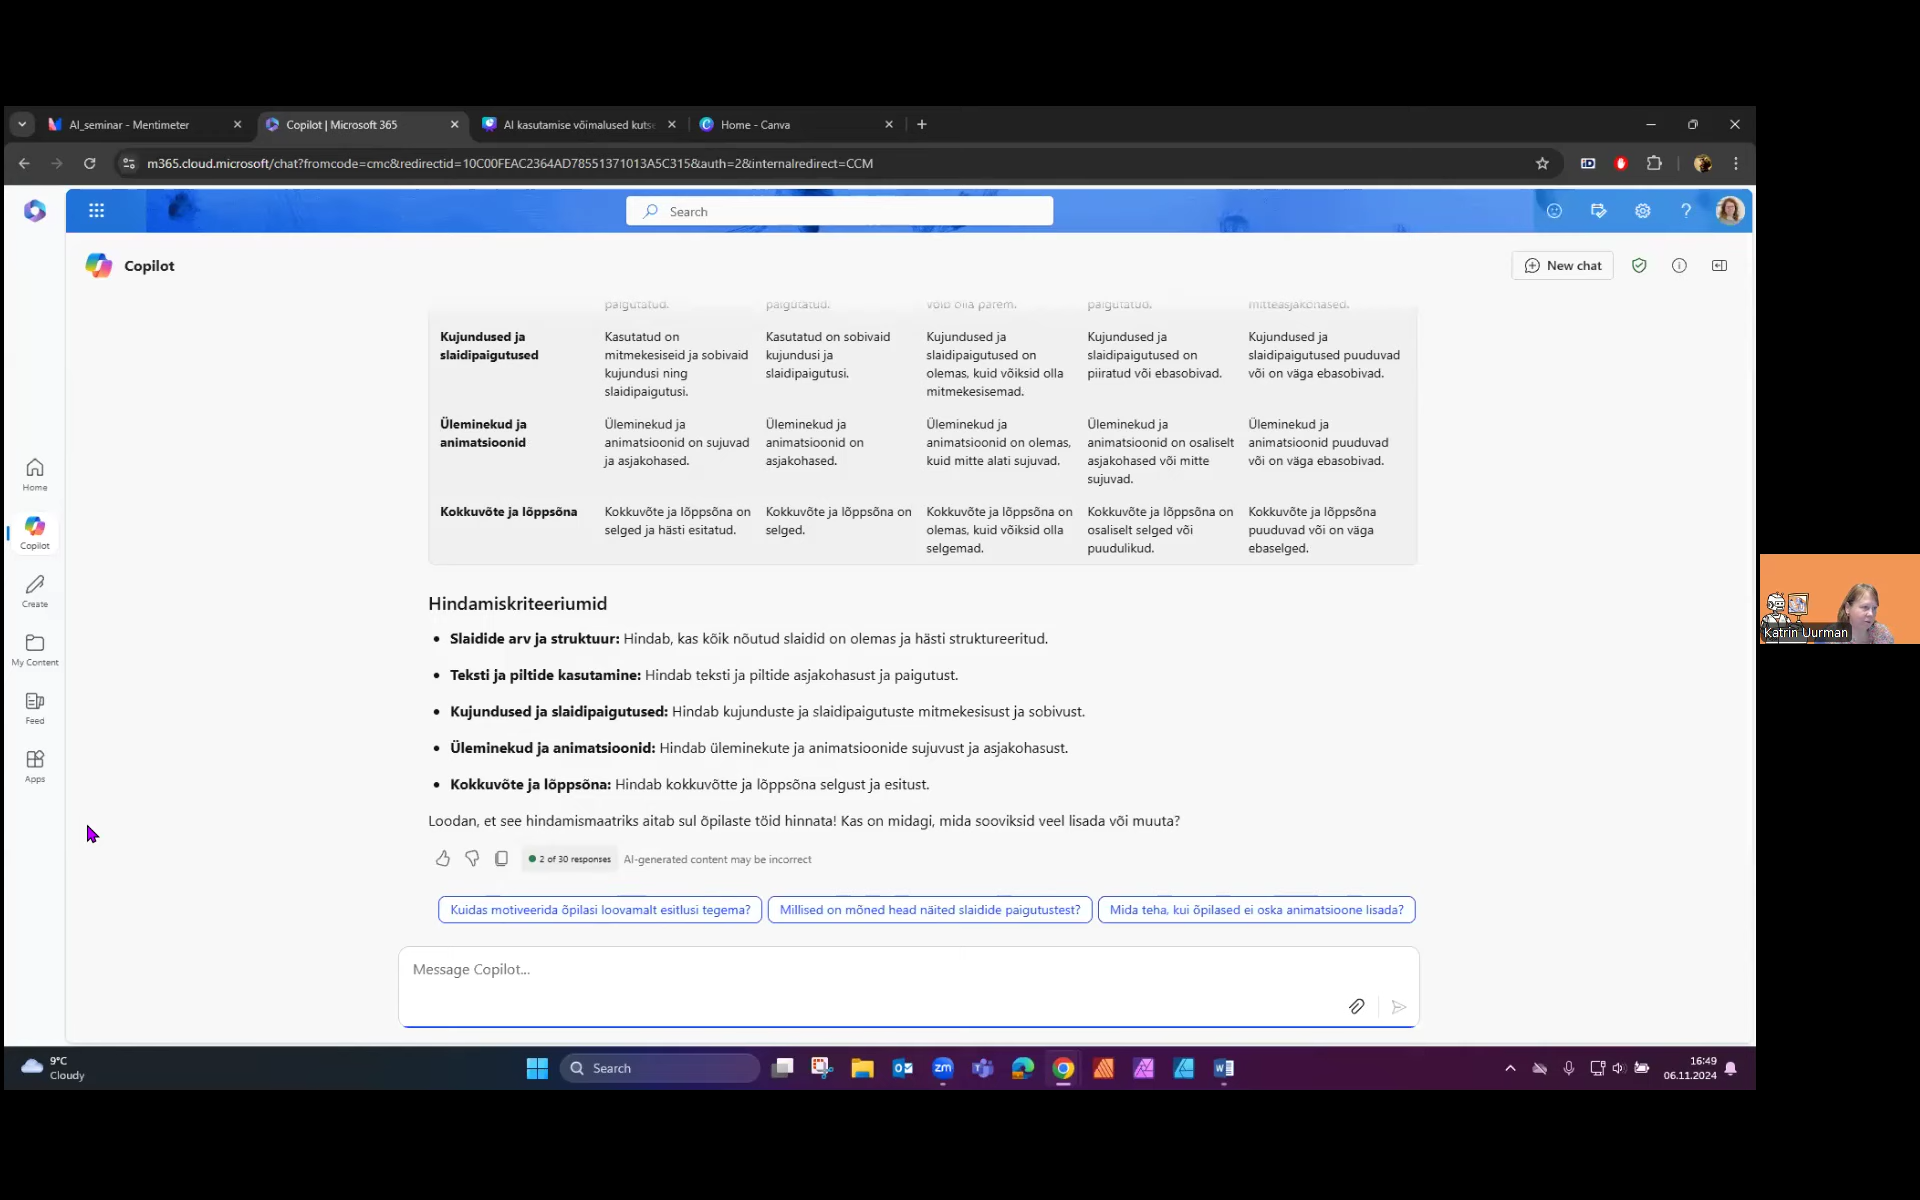 AI_seminar - Mentimeter
Copilot | Microsoft 365
AI kasutamise võimalused kuts
Home - Canva
m365.cloud.microsoft/chat?fromcode=cmc&redirectid=10C00FEAC2364AD78551371013A5C315&auth=2&internalredirect=CCM
Search
Copilot
New chat
paigutatud.
paigutatud.
võib olla parem.
paigutatud.
mitteasjakohased.
Kujundused ja
slaidipaigutused
Kasutatud on
mitmekesiseid ja sobivaid
kujundusi ning
slaidipaigutusi.
Kasutatud on sobivaid
kujundusi ja
slaidipaigutusi.
Kujundused ja
slaidipaigutused on
olemas, kuid võiksid olla
mitmekesisemad.
Kujundused ja
slaidipaigutused on
piiratud või ebasobivad.
Kujundused ja
slaidipaigutused puuduvad
või on väga ebasobivad.
Üleminekud ja
animatsioonid
Üleminekud ja
animatsioonid on sujuvad
ja asjakohased.
Üleminekud ja
animatsioonid on
asjakohased.
Üleminekud ja
animatsioonid on olemas,
kuid mitte alati sujuvad.
Üleminekud ja
animatsioonid on osaliselt
asjakohased või mitte
sujuvad.
Üleminekud ja
animatsioonid puuduvad
või on väga ebasobivad.
Kokkuvõte ja lõppsõna
Kokkuvõte ja lõppsõna on
selged ja hästi esitatud.
Kokkuvõte ja lõppsõna on
selged.
Kokkuvõte ja lõppsõna on
olemas, kuid võiksid olla
selgemad.
Kokkuvõte ja lõppsõna on
osaliselt selged või
puudulikud.
Kokkuvõte ja lõppsõna
puuduvad või on väga
ebaselged.
Hindamiskriteeriumid
• Slaidide arv ja struktuur: Hindab, kas kõik nõutud slaidid on olemas ja hästi struktureeritud.
• Teksti ja piltide kasutamine: Hindab teksti ja piltide asjakohasust ja paigutust.
• Kujundused ja slaidipaigutused: Hindab kujunduste ja slaidipaigutuste mitmekesisust ja sobivust.
• Üleminekud ja animatsioonid: Hindab üleminekute ja animatsioonide sujuvust ja asjakohasust.
• Kokkuvõte ja lõppsõna: Hindab kokkuvõtte ja lõppsõna selgust ja esitust.
Loodan, et see hindamismaatriks aitab sul õpilaste töid hinnata! Kas on midagi, mida sooviksid veel lisada või muuta?
2 of 30 responses
AI-generated content may be incorrect
Kuidas motiveerida õpilasi loovamalt esitlusi tegema?
Millised on mõned head näited slaidide paigutustest?
Mida teha, kui õpilased ei oska animatsioone lisada?
Message Copilot...
Home
Copilot
Create
My Content
Feed
Apps
Katrin Uurman
9°C
Cloudy
Search
16:49
06.11.2024